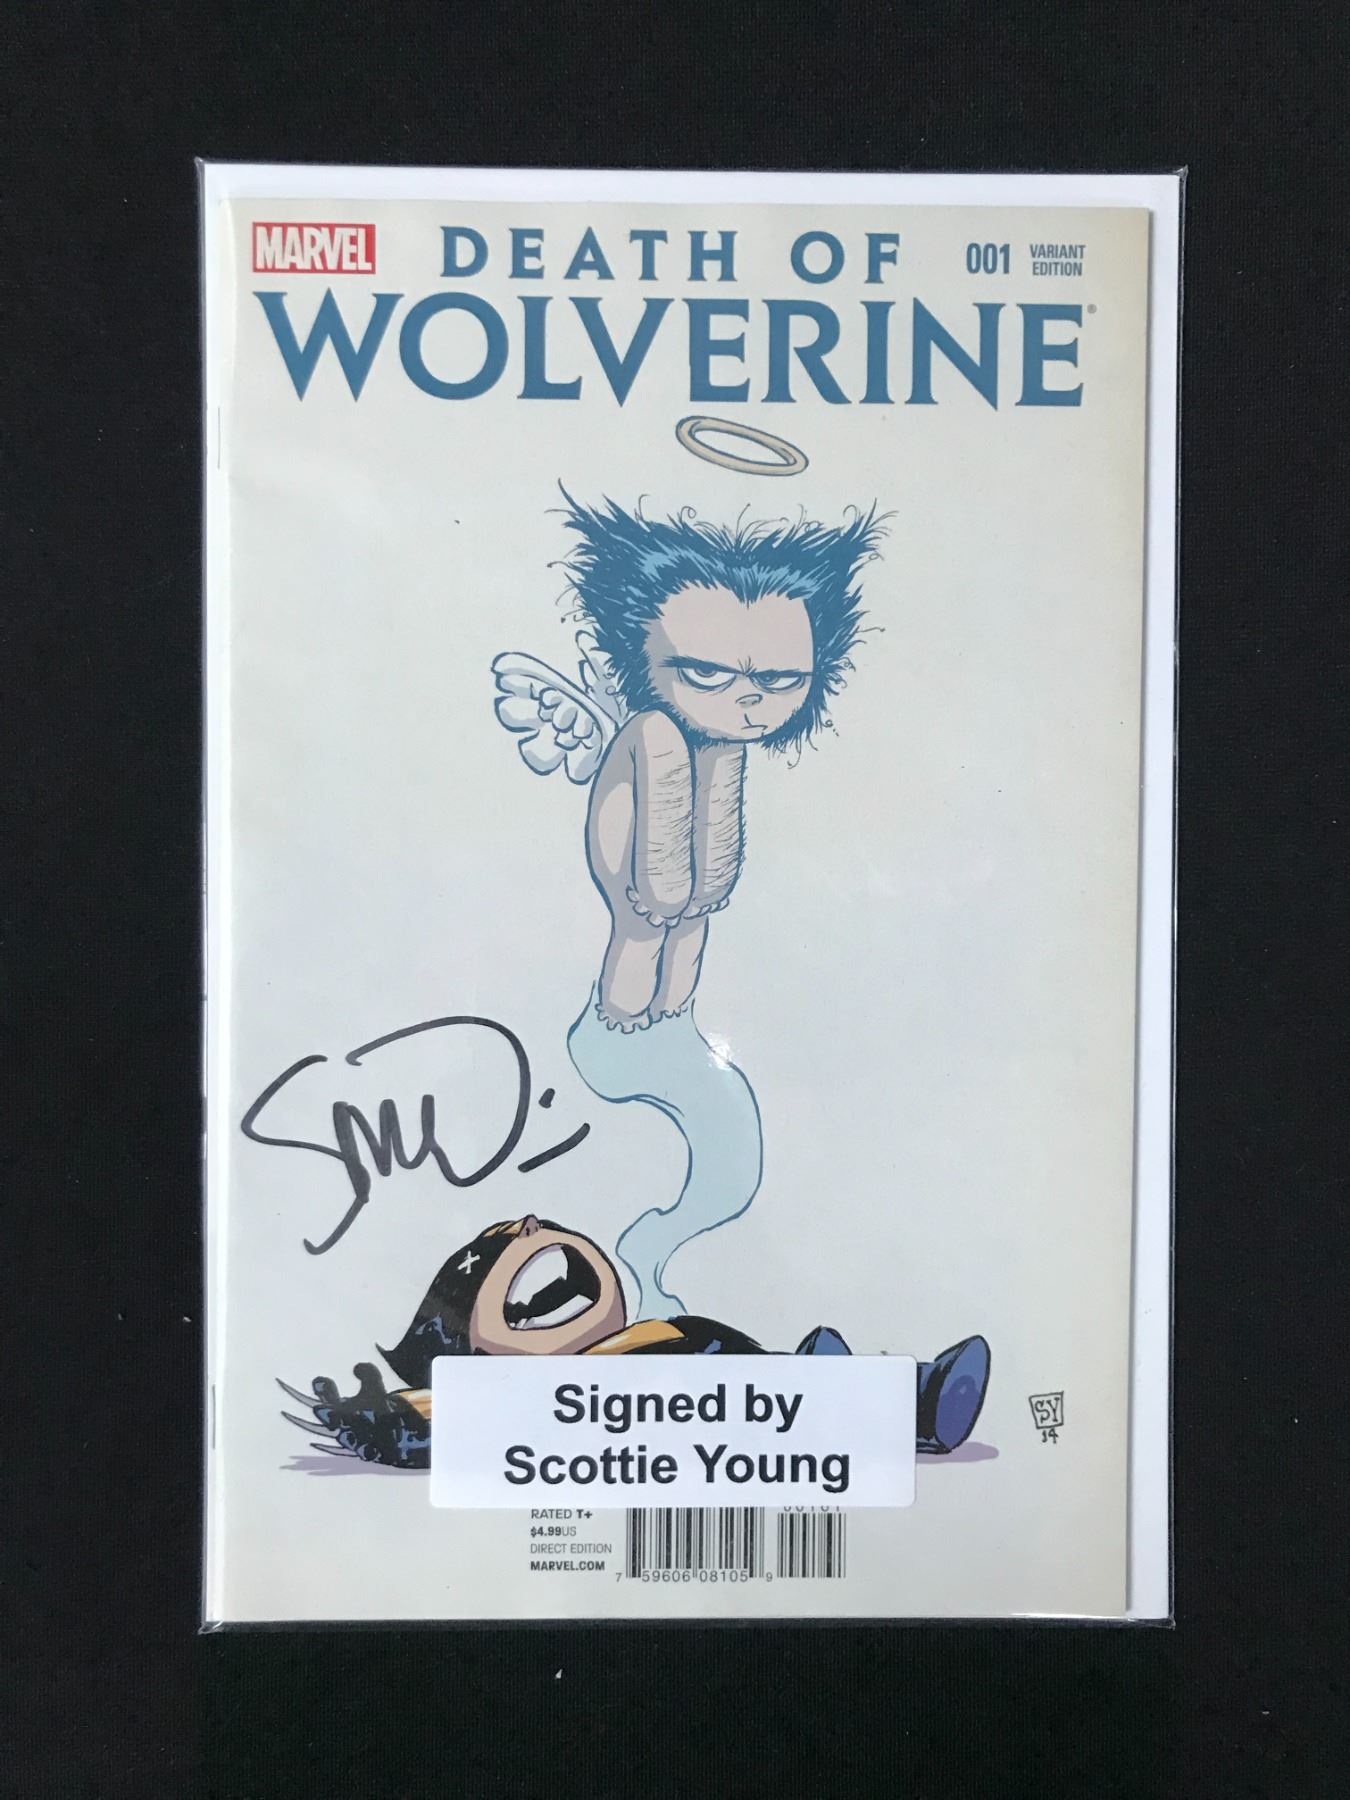 MARVEL
DEATH OF
WOLVERINE®
001
VARIANT
EDITION
SY
14
Signed by
Scottie Young
RATED T+
$4.99US
DIRECT EDITION
MARVEL.COM
00101
7 59606 08105 9